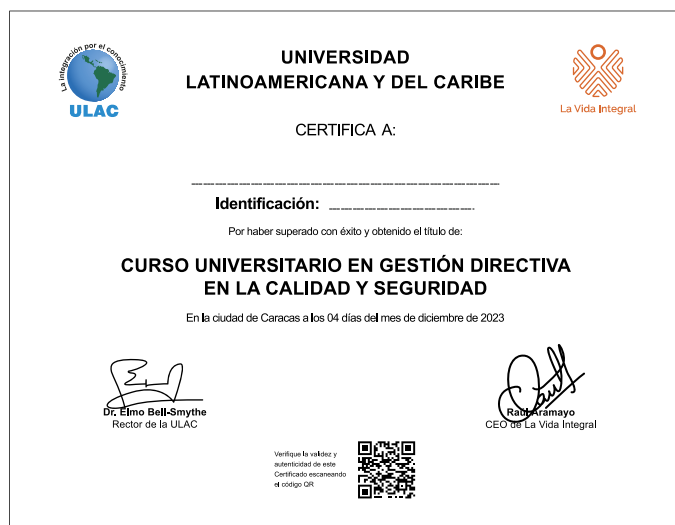 La integración por el conocimiento
ULAC
UNIVERSIDAD
LATINOAMERICANA Y DEL CARIBE
La Vida Integral
CERTIFICA A:
Identificación:
Por haber superado con éxito y obtenido el título de:
CURSO UNIVERSITARIO EN GESTIÓN DIRECTIVA
EN LA CALIDAD Y SEGURIDAD
En la ciudad de Caracas a los 04 días del mes de diciembre de 2023
Dr. Elmo Bell-Smythe
Rector de la ULAC
Raúl Aramayo
CEO de La Vida Integral
Verifique la validez y
autenticidad de este
Certificado escaneando
el código QR